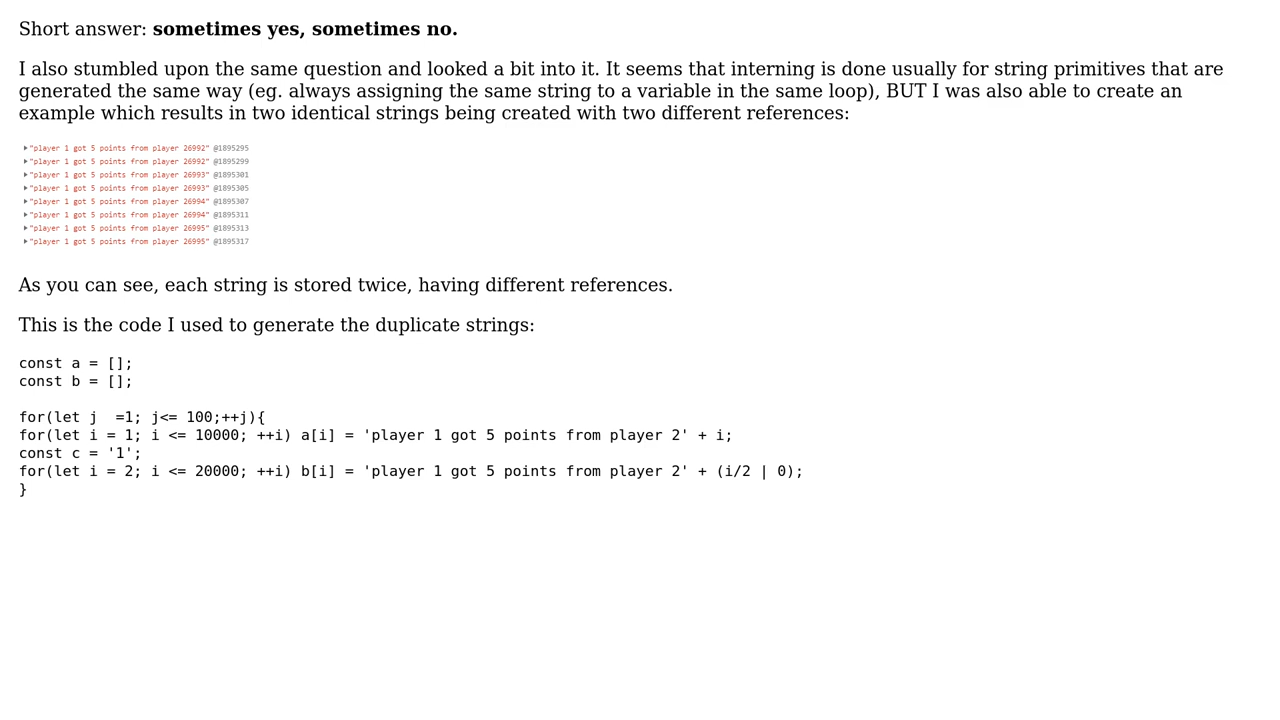 Short answer: sometimes yes, sometimes no.
I also stumbled upon the same question and looked a bit into it. It seems that interning is done usually for string primitives that are
generated the same way (eg. always assigning the same string to a variable in the same loop), BUT I was also able to create an
example which results in two identical strings being created with two different references:
"player 1 got 5 points from player 26992" @1895295
"player 1 got 5 points from player 26992" @1895299
"player 1 got 5 points from player 26993" @1895301
"player 1 got 5 points from player 26993" @1895305
"player 1 got 5 points from player 26994" @1895307
"player 1 got 5 points from player 26994" @1895311
"player 1 got 5 points from player 26995" @1895313
"player 1 got 5 points from player 26995" @1895317
As you can see, each string is stored twice, having different references.
This is the code I used to generate the duplicate strings:
const a = [];
const b = [];
for(let j  =1; j<= 100;++j){
for(let i = 1; i <= 10000; ++i) a[i] = 'player 1 got 5 points from player 2' + i;
const c = '1';
for(let i = 2; i <= 20000; ++i) b[i] = 'player 1 got 5 points from player 2' + (i/2 | 0);
}